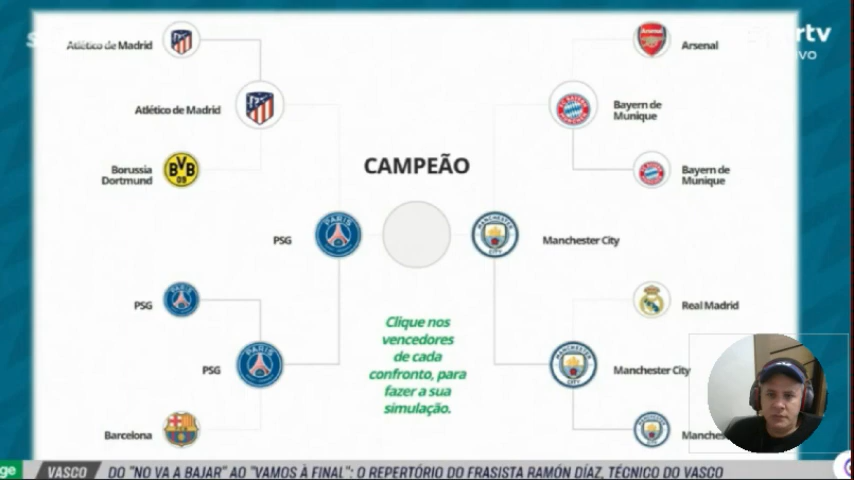 Atlético de Madrid
Arsenal
VO
Atlético de Madrid
Bayern de
Munique
Borussia
Dortmund
Bayern de
Munique
CAMPEÃO
PSG
Manchester City
PSG
Real Madrid
Clique nos
vencedores
de cada
confronto, para
fazer a sua
simulação.
PSG
Manchester City
Barcelona
VASCO
DO "NO VA A BAJAR" AO "VAMOS À FINAL": O REPERTÓRIO DO FRASISTA RAMÓN DÍAZ, TÉCNICO DO VASCO